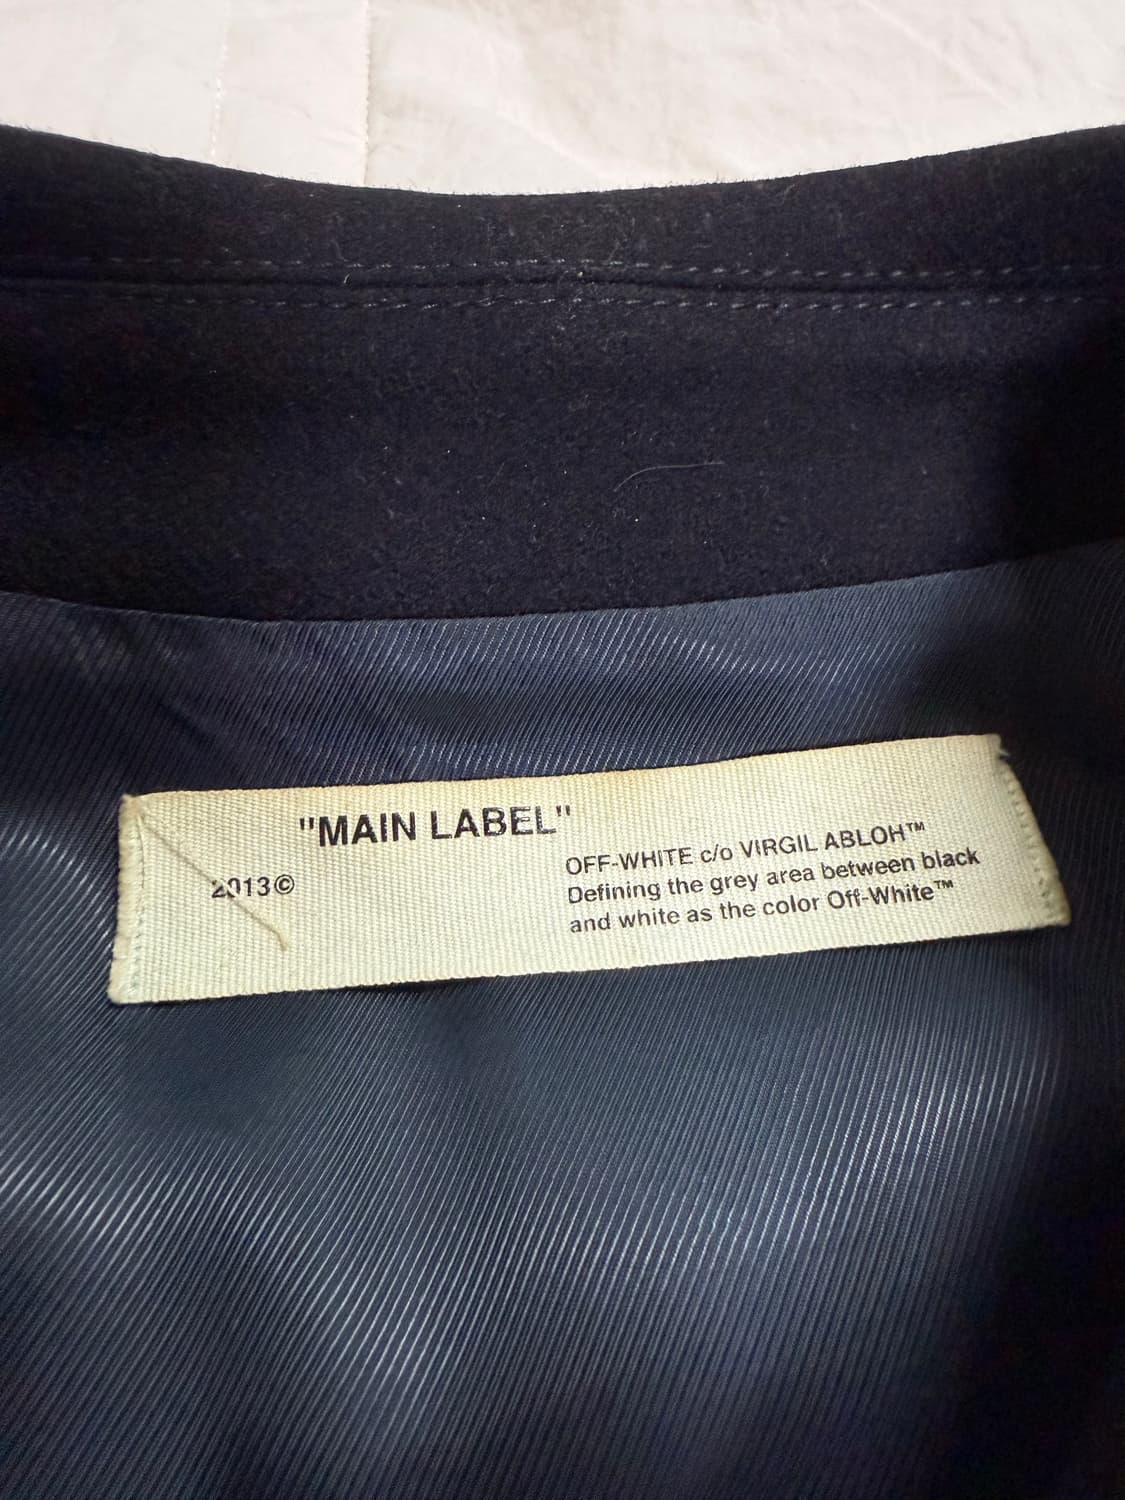 "MAIN LABEL"
2013©
OFF-WHITE c/o VIRGIL ABLOH™
Defining the grey area between black
and white as the color Off-White™